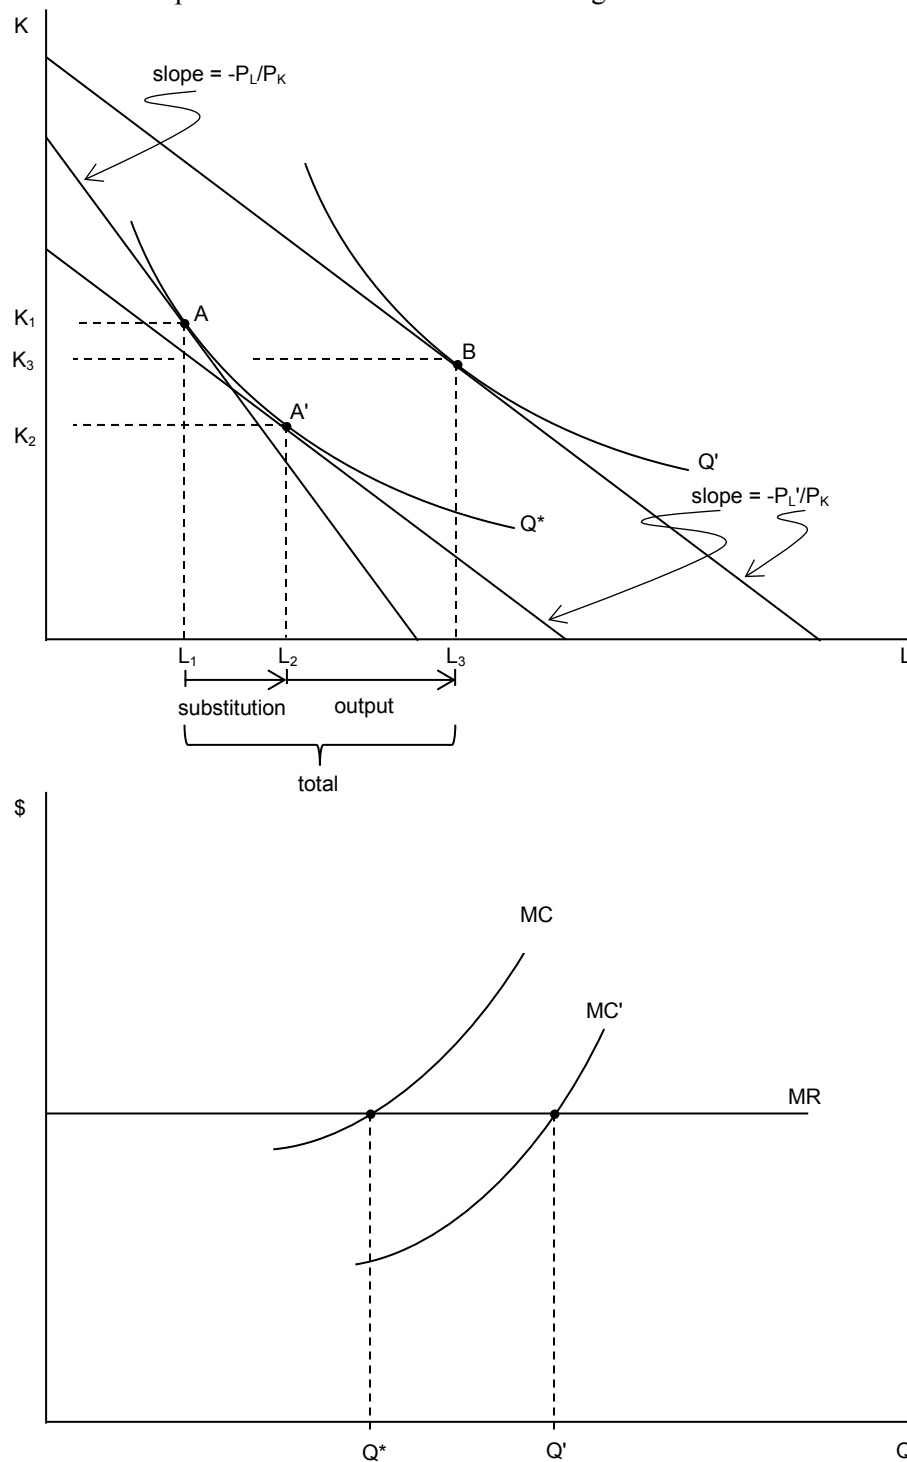 K
slope = -P_L/P_K
K₁
A
K₃
B
A'
K₂
Q'
slope = -P_L'/P_K
Q*
L₁ L₂ L₃ L
substitution output
total
$
MC
MC'
MR
Q* Q' Q